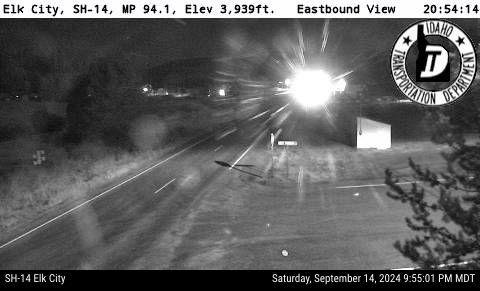 Elk City, SH-14, MP 94.1, Elev 3,939ft. Eastbound View 20:54:14
IDAHO
TRANSPORTATION DEPARTMENT
SH-14 Elk City Saturday, September 14, 2024 9:55:01 PM MDT